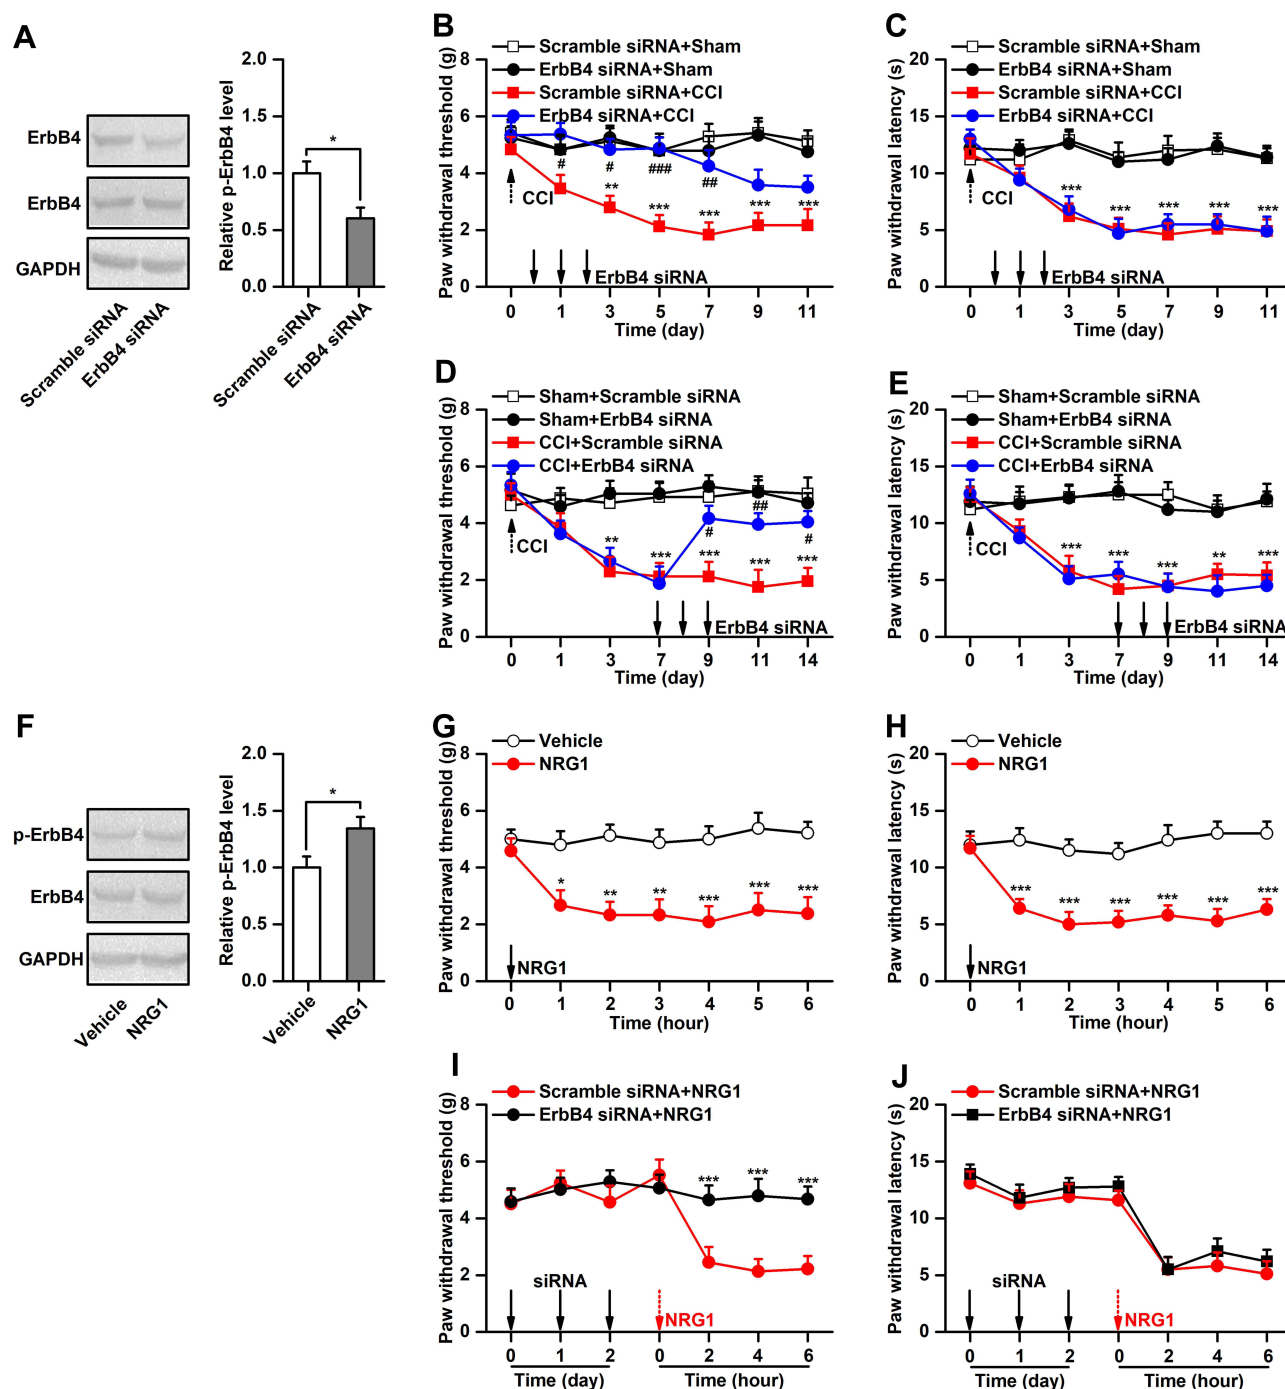 A
ErbB4
ErbB4
GAPDH
Scramble siRNA
ErbB4 siRNA
Relative p-ErbB4 level
2.0
1.5
1.0
0.5
0.0
*
Scramble siRNA
ErbB4 siRNA
B
Scramble siRNA+Sham
ErbB4 siRNA+Sham
Scramble siRNA+CCI
ErbB4 siRNA+CCI
Paw withdrawal threshold (g)
8
6
4
2
0
# # ### ##
** *** *** *** ***
CCI
ErbB4 siRNA
0 1 3 5 7 9 11
Time (day)
C
Scramble siRNA+Sham
ErbB4 siRNA+Sham
Scramble siRNA+CCI
ErbB4 siRNA+CCI
Paw withdrawal latency (s)
20
15
10
5
0
*** *** *** *** ***
CCI
ErbB4 siRNA
0 1 3 5 7 9 11
Time (day)
D
Sham+Scramble siRNA
Sham+ErbB4 siRNA
CCI+Scramble siRNA
CCI+ErbB4 siRNA
Paw withdrawal threshold (g)
8
6
4
2
0
# ## #
** *** *** *** ***
CCI
ErbB4 siRNA
0 1 3 7 9 11 14
Time (day)
E
Sham+Scramble siRNA
Sham+ErbB4 siRNA
CCI+Scramble siRNA
CCI+ErbB4 siRNA
Paw withdrawal latency (s)
20
15
10
5
0
*** *** *** ** ***
CCI
ErbB4 siRNA
0 1 3 7 9 11 14
Time (day)
F
p-ErbB4
ErbB4
GAPDH
Vehicle
NRG1
Relative p-ErbB4 level
2.0
1.5
1.0
0.5
0.0
*
Vehicle
NRG1
G
Vehicle
NRG1
Paw withdrawal threshold (g)
8
6
4
2
0
* ** ** *** *** ***
NRG1
0 1 2 3 4 5 6
Time (hour)
H
Vehicle
NRG1
Paw withdrawal latency (s)
20
15
10
5
0
*** *** *** *** *** ***
NRG1
0 1 2 3 4 5 6
Time (hour)
I
Scramble siRNA+NRG1
ErbB4 siRNA+NRG1
Paw withdrawal threshold (g)
8
6
4
2
0
*** *** ***
siRNA
NRG1
0 1 2 0 2 4 6
Time (day) Time (hour)
J
Scramble siRNA+NRG1
ErbB4 siRNA+NRG1
Paw withdrawal latency (s)
20
15
10
5
0
siRNA
NRG1
0 1 2 0 2 4 6
Time (day) Time (hour)